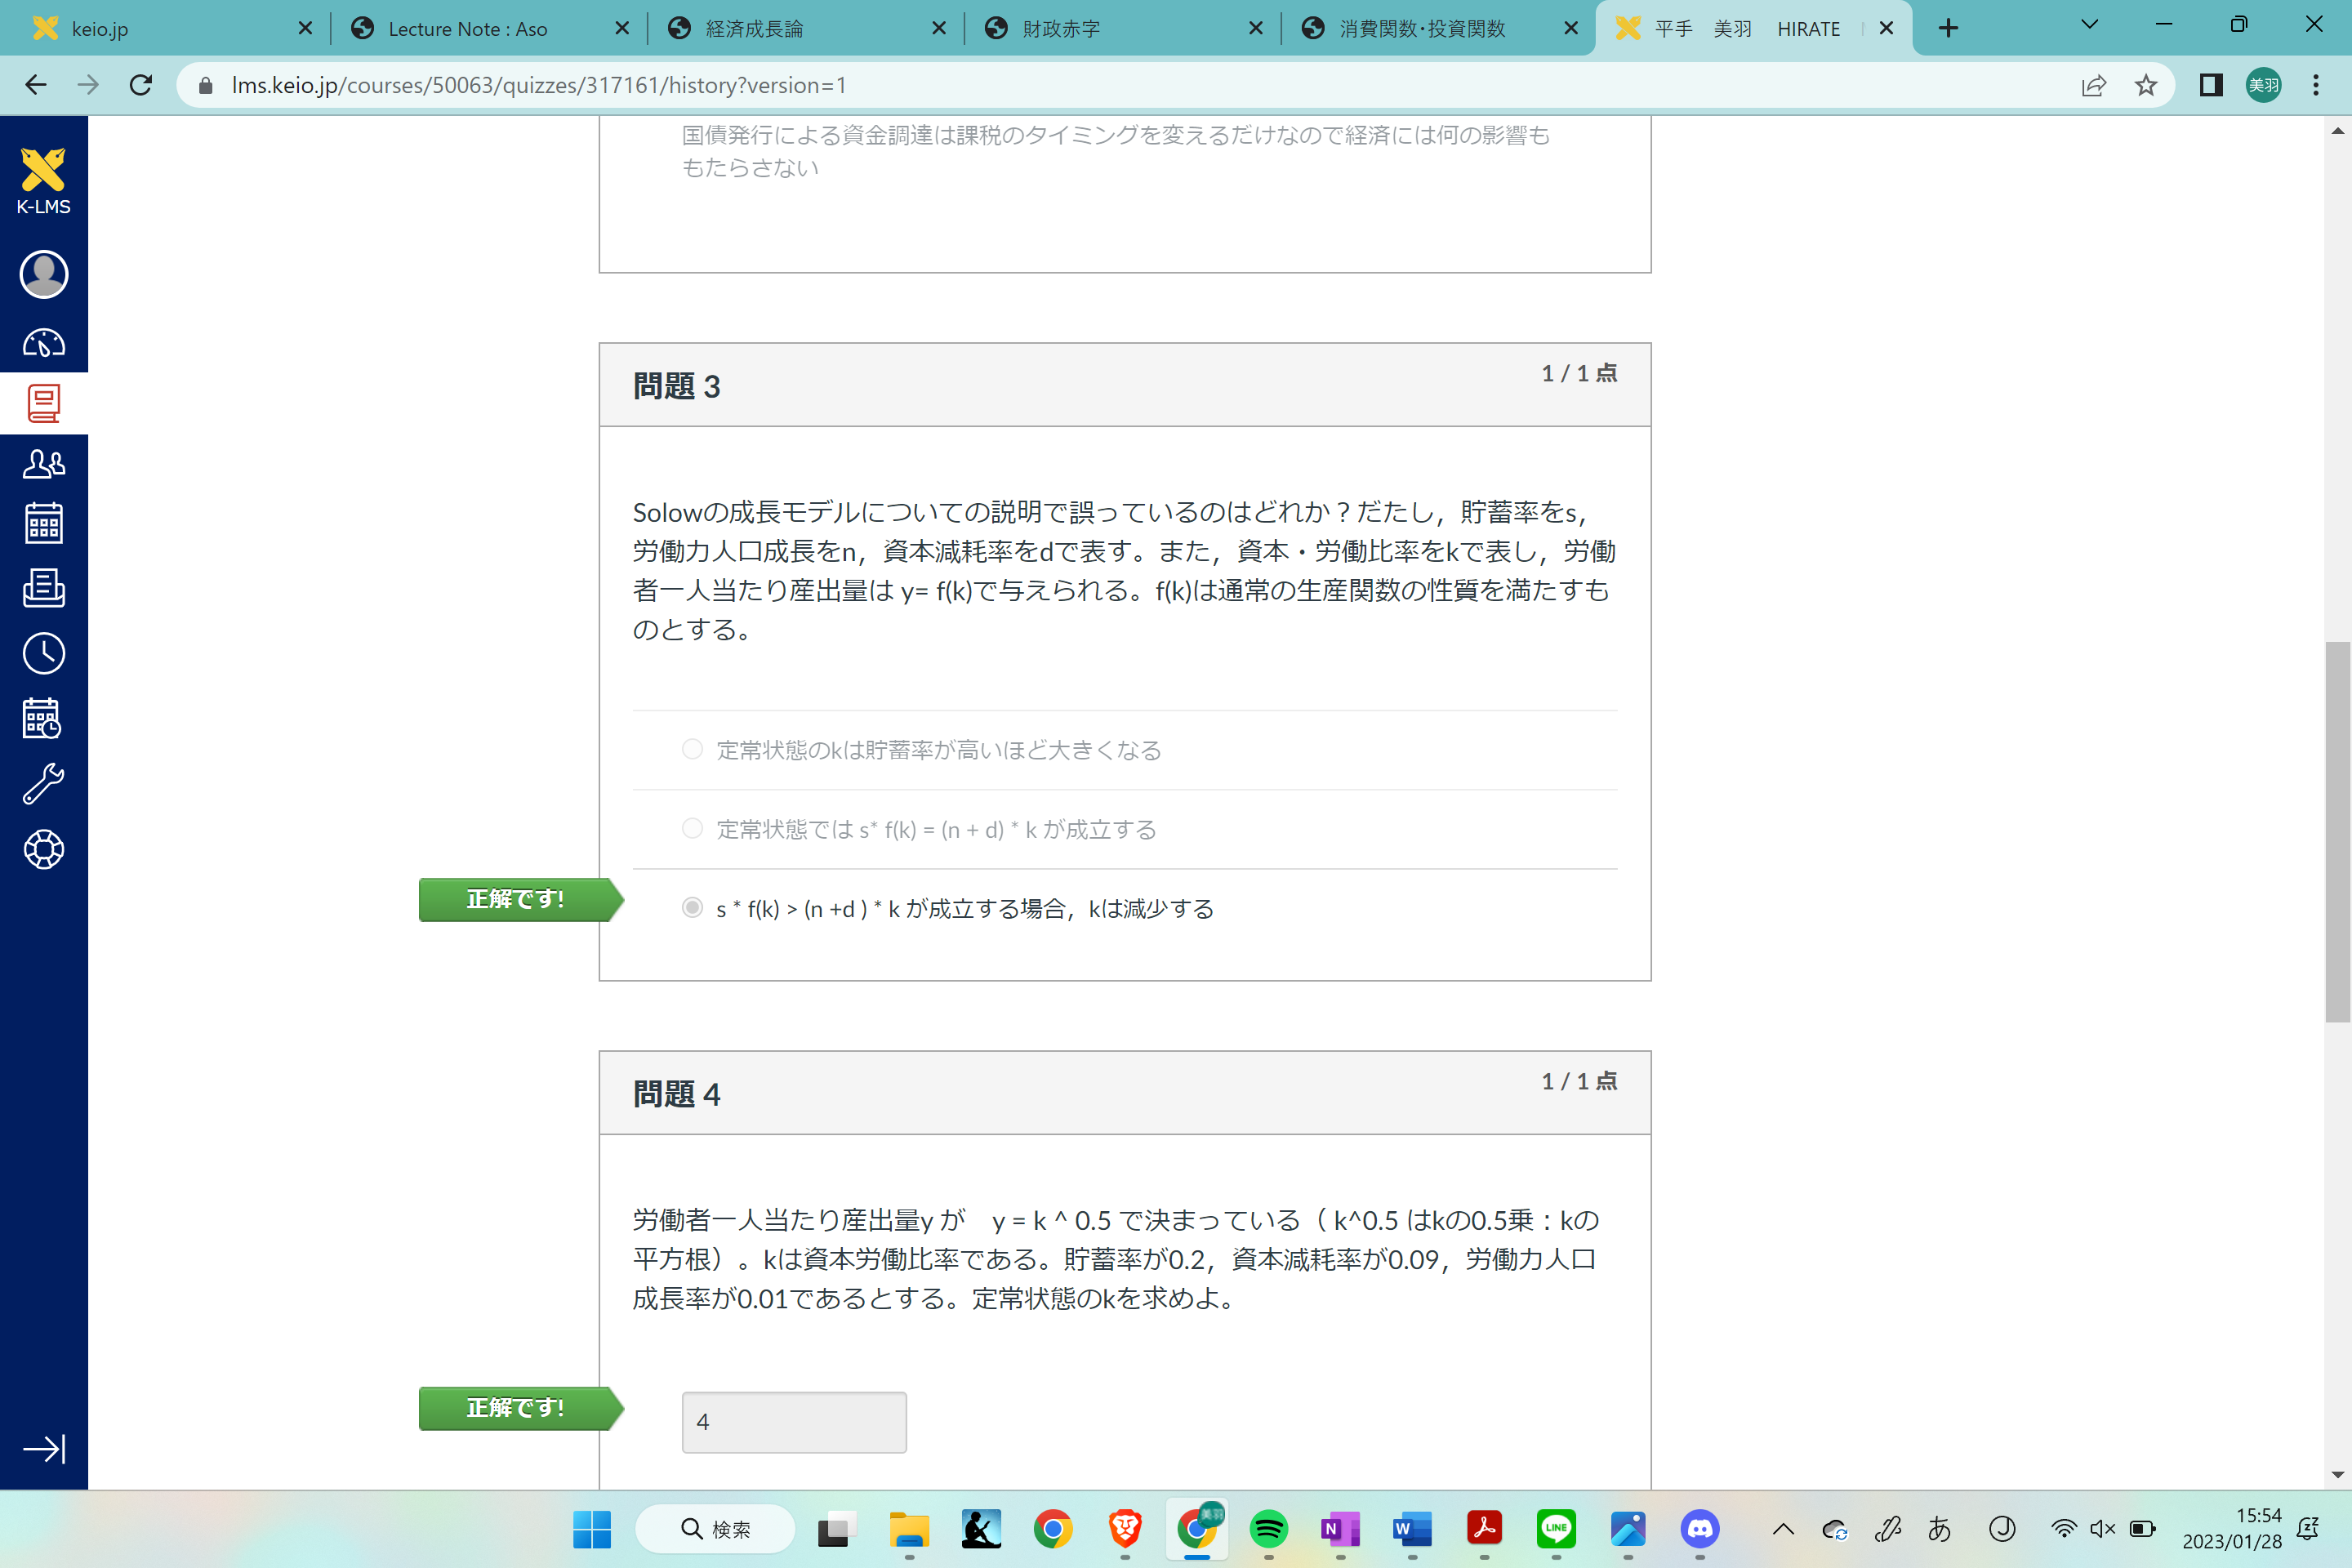 keio.jp
Lecture Note : Aso
経済成長論
財政赤字
消費関数・投資関数
平手 美羽 HIRATE
lms.keio.jp/courses/50063/quizzes/317161/history?version=1
美羽
K-LMS
国債発行による資金調達は課税のタイミングを変えるだけなので経済には何の影響も
もたらさない
問題 3
1 / 1 点
Solowの成長モデルについての説明で誤っているのはどれか？だたし，貯蓄率をs，
労働力人口成長をn，資本減耗率をdで表す。また，資本・労働比率をkで表し，労働
者一人当たり産出量は y= f(k)で与えられる。f(k)は通常の生産関数の性質を満たすも
のとする。
定常状態のkは貯蓄率が高いほど大きくなる
定常状態では s* f(k) = (n + d) * k が成立する
正解です!
s * f(k) > (n +d ) * k が成立する場合，kは減少する
問題 4
1 / 1 点
労働者一人当たり産出量y が y = k ^ 0.5 で決まっている（ k^0.5 はkの0.5乗：kの
平方根）。kは資本労働比率である。貯蓄率が0.2，資本減耗率が0.09，労働力人口
成長率が0.01であるとする。定常状態のkを求めよ。
正解です!
4
検索
美羽
N
W
LINE
あ
J
15:54
2023/01/28